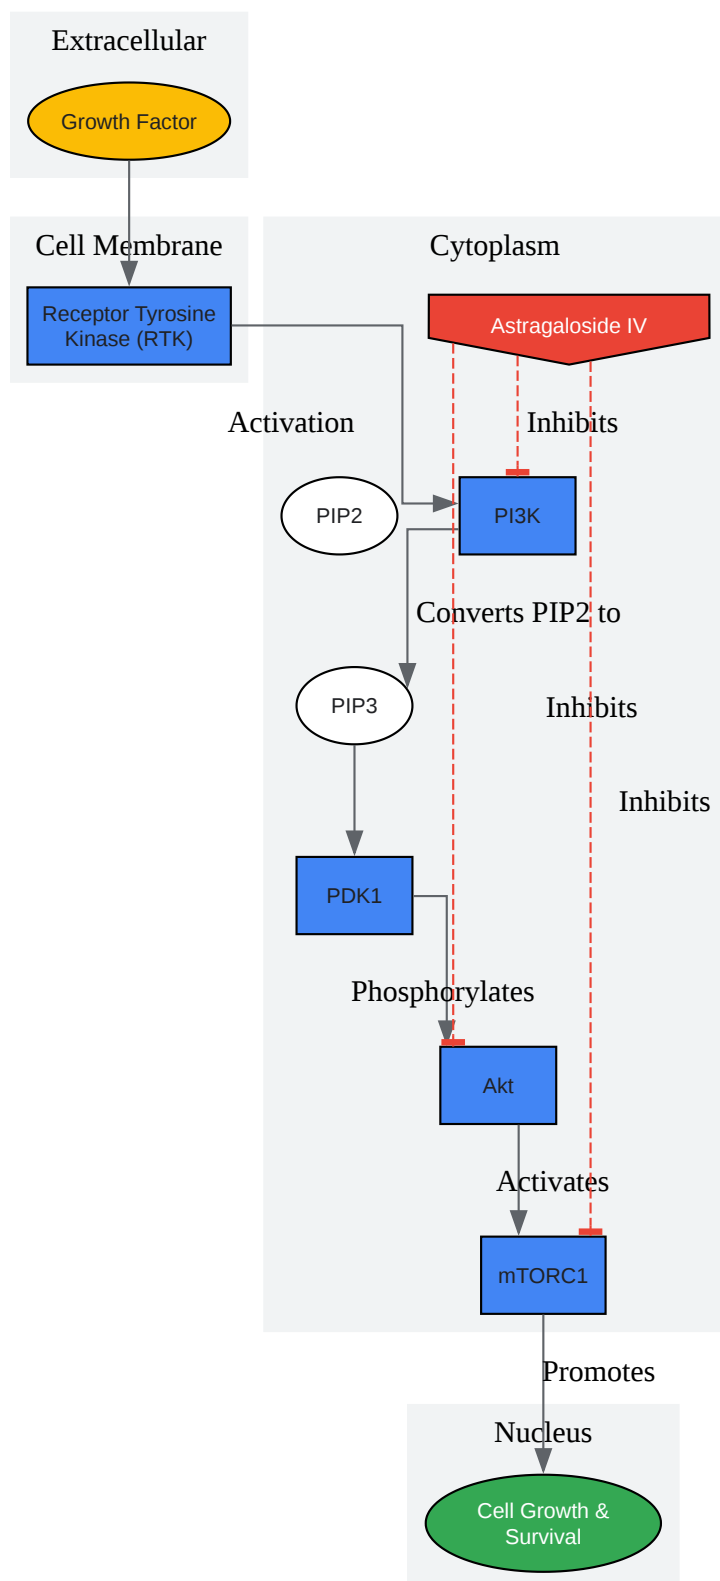 Extracellular
Growth Factor
Cell Membrane
Receptor Tyrosine
Kinase (RTK)
Cytoplasm
Astragaloside IV
Activation
Inhibits
PIP2
PI3K
Converts PIP2 to
PIP3
Inhibits
Inhibits
PDK1
Phosphorylates
Akt
Activates
mTORC1
Promotes
Nucleus
Cell Growth &
Survival